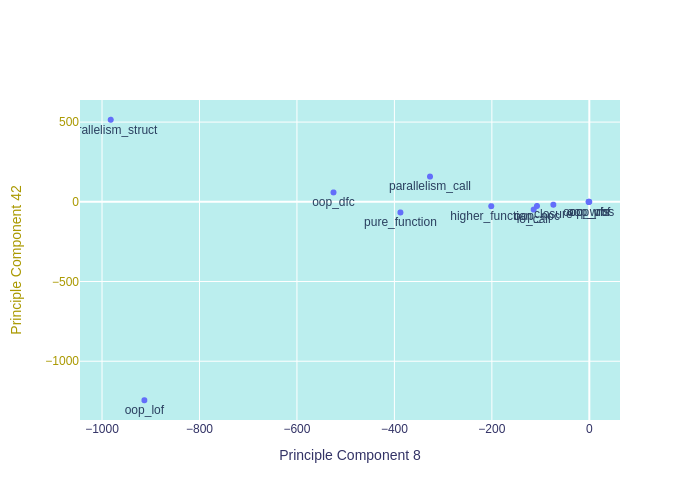 500
rallelism_struct
parallelism_call
oop_dfc
0
pure_function
higher_function
−500
−1000
oop_lof
−1000
−800
−600
−400
−200
0
Principle Component 8
Principle Component 42